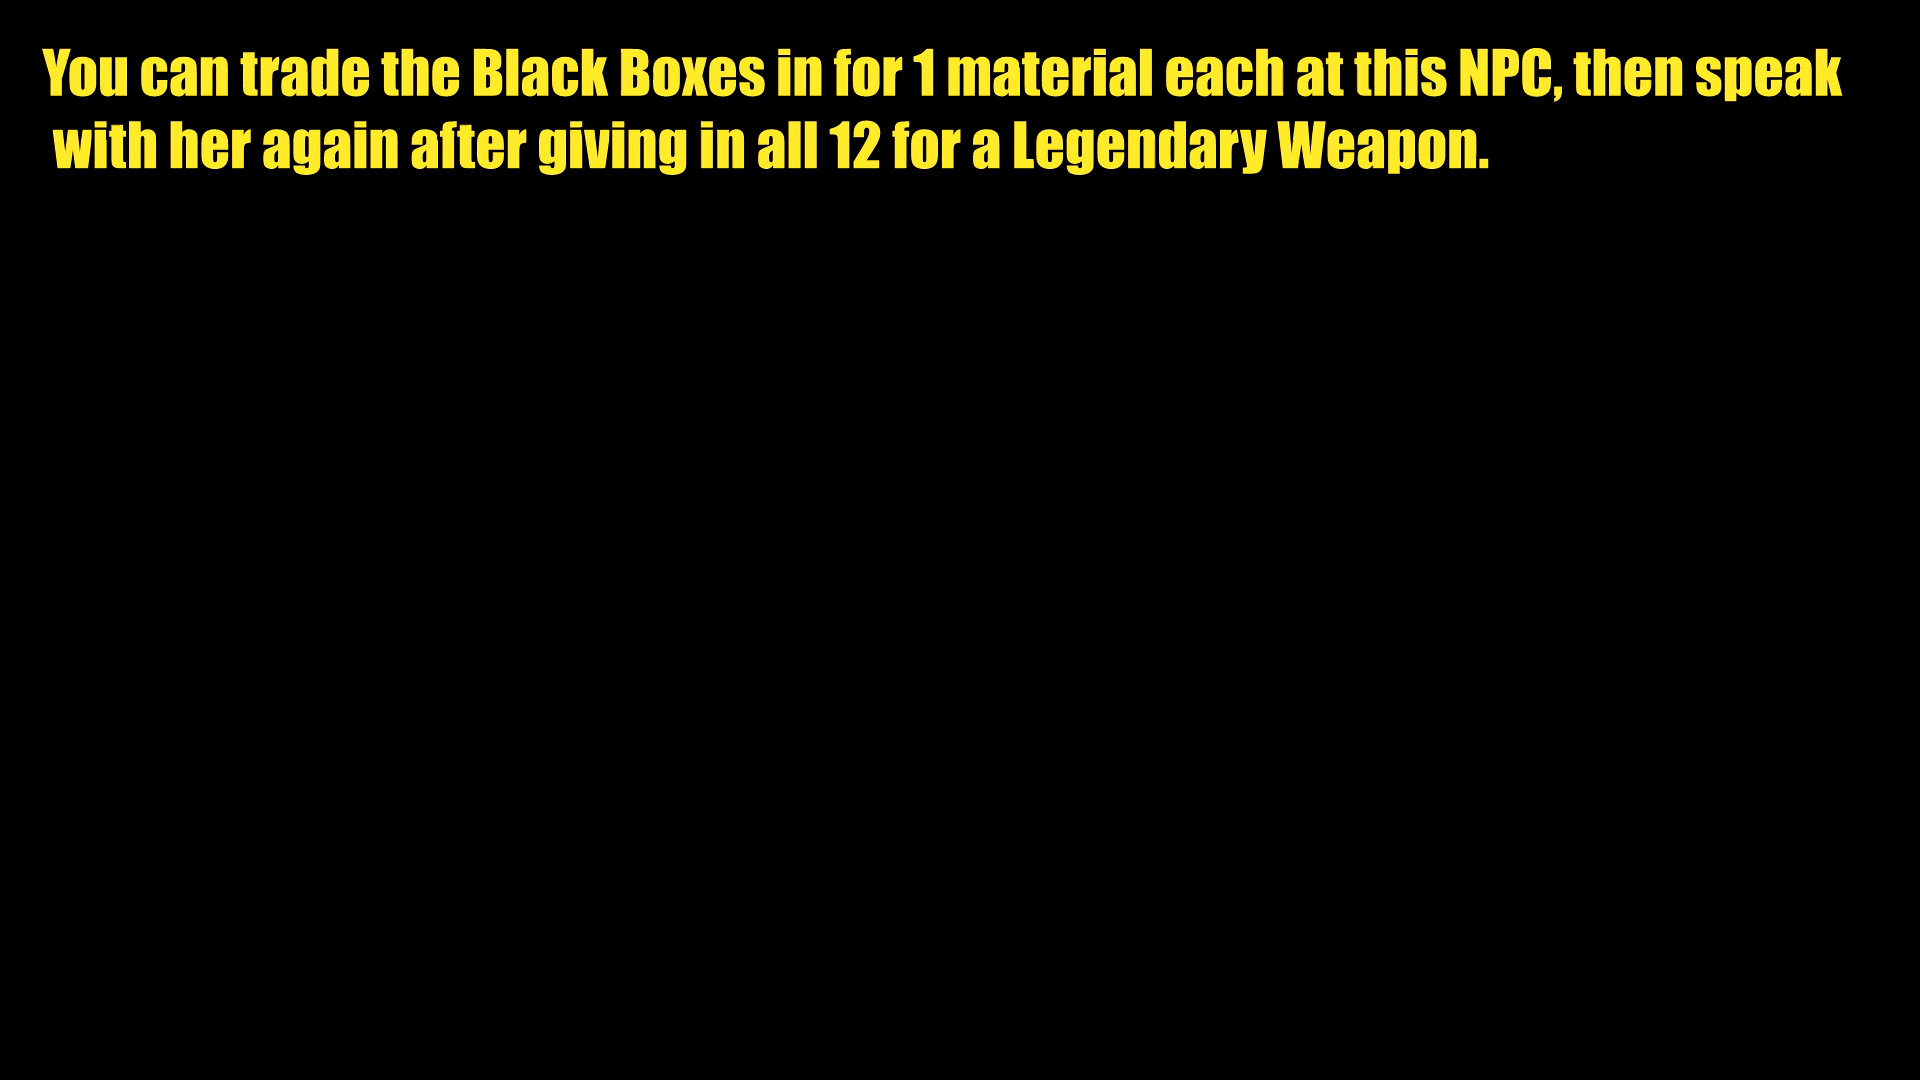 You can trade the Black Boxes in for 1 material each at this NPC, then speak
with her again after giving in all 12 for a Legendary Weapon.